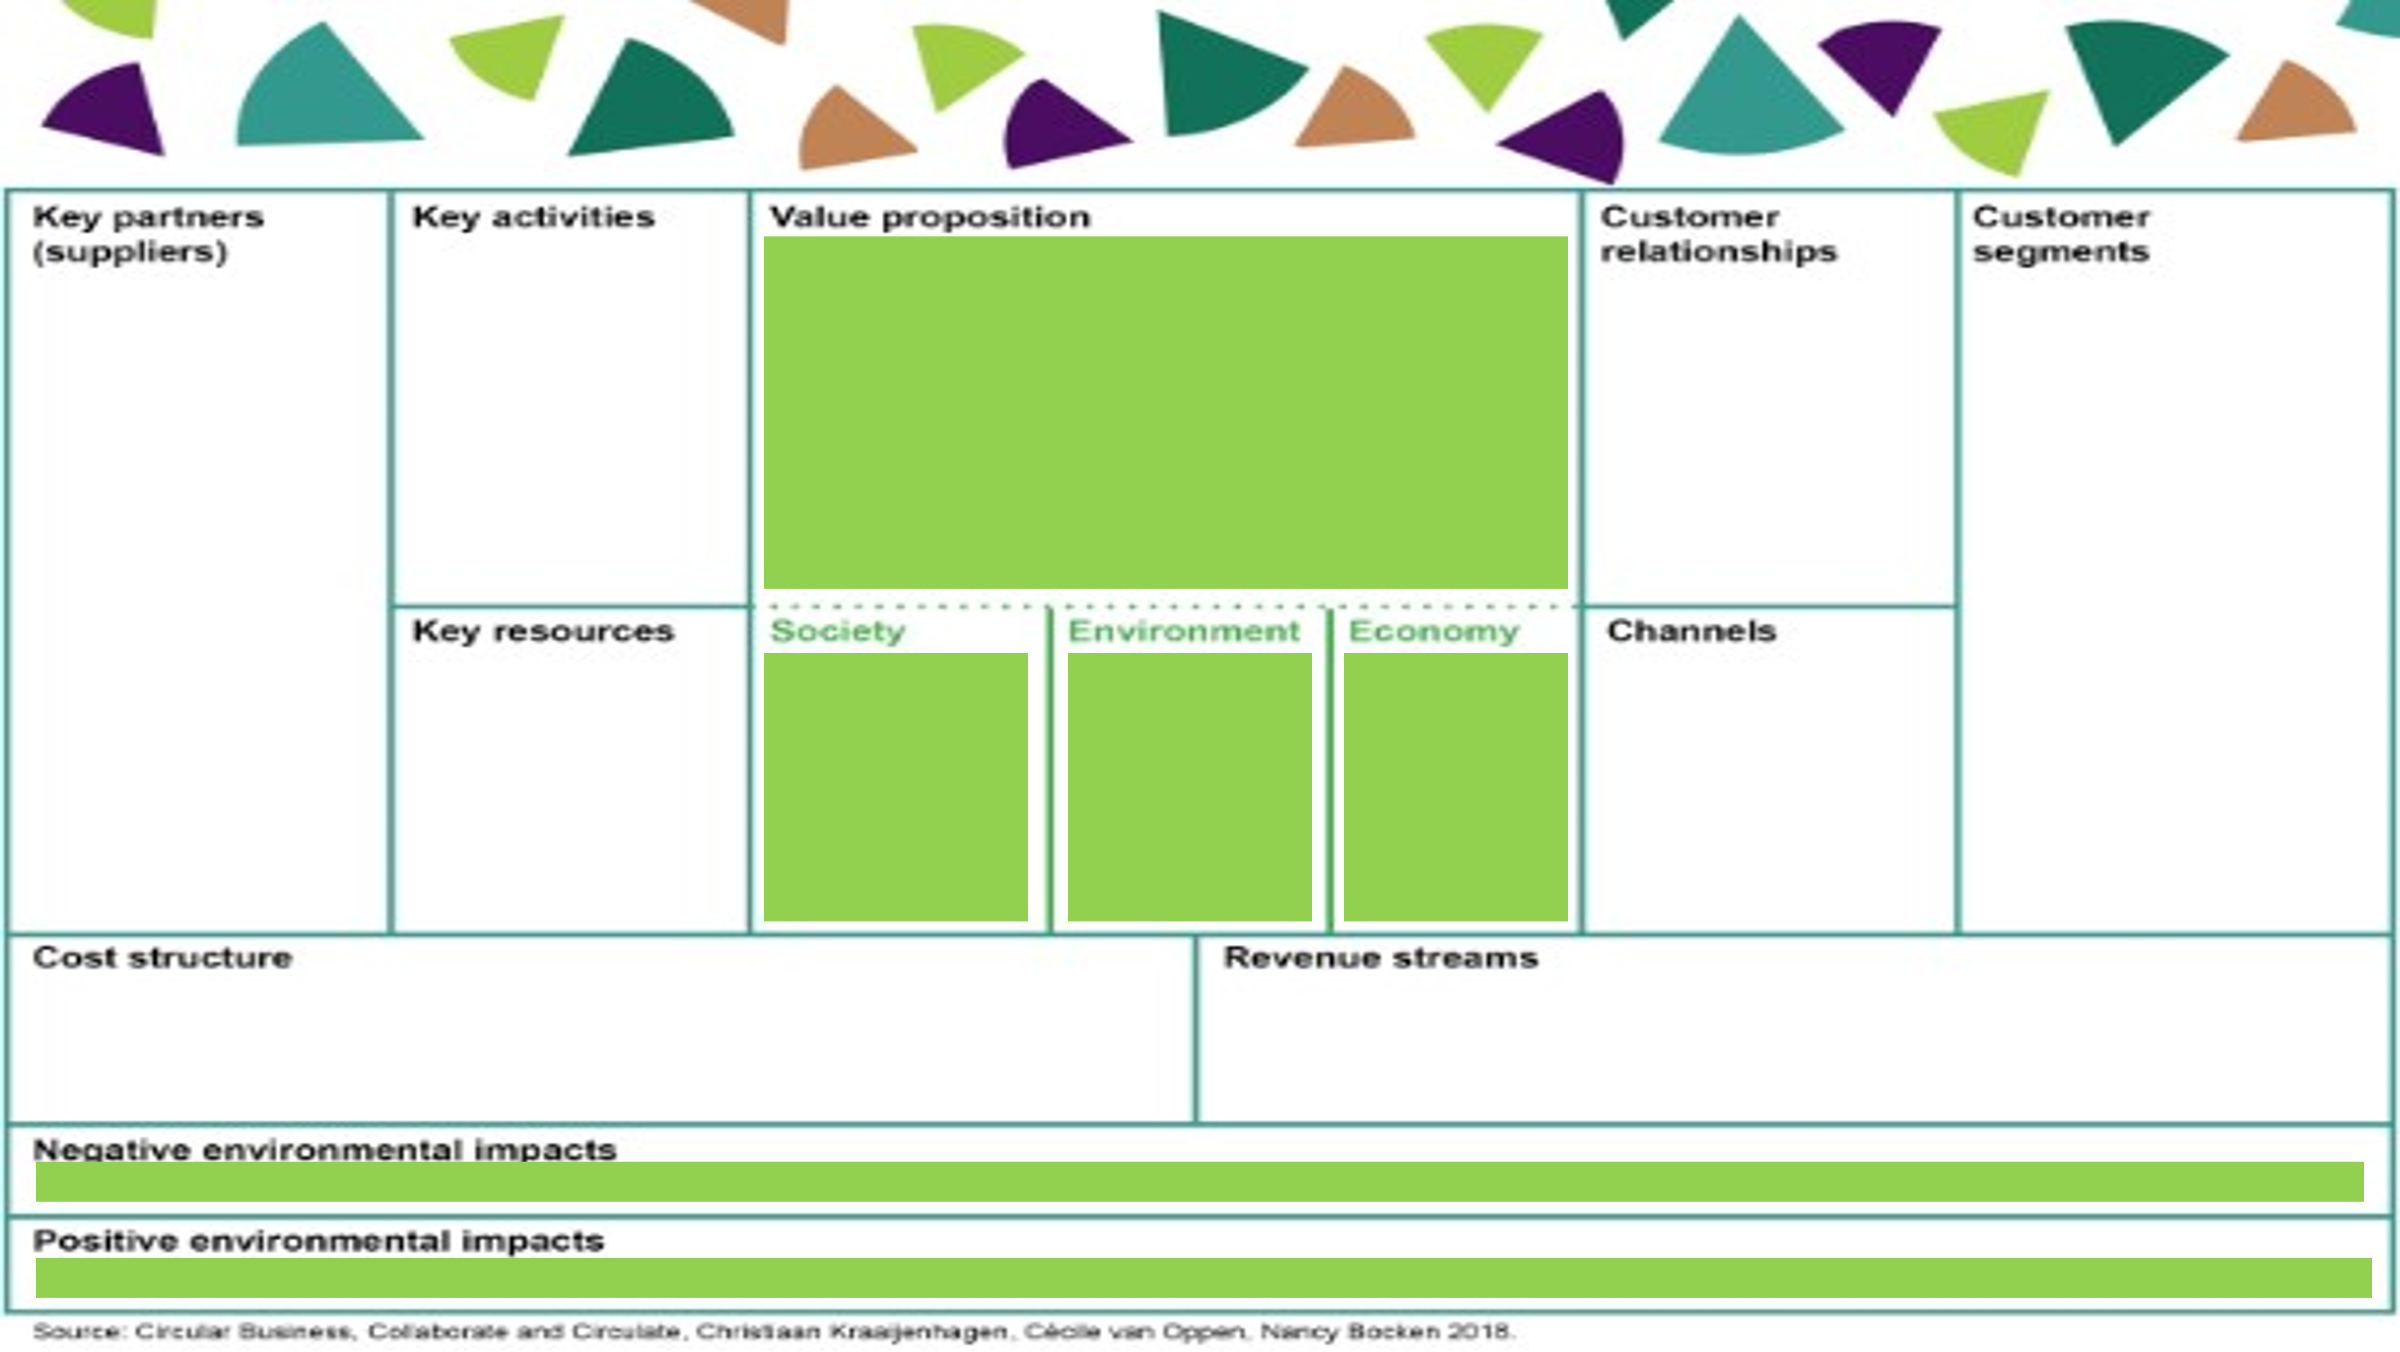 Key partners
(suppliers)
Key activities
Value proposition
Customer
relationships
Customer
segments
Key resources
Society
Environment
Economy
Channels
Cost structure
Revenue streams
Negative environmental impacts
Positive environmental impacts
Source: Circular Business, Collaborate and Circulate, Christiaan Kraaijenhagen, Cécile van Oppen, Nancy Bocken 2018.